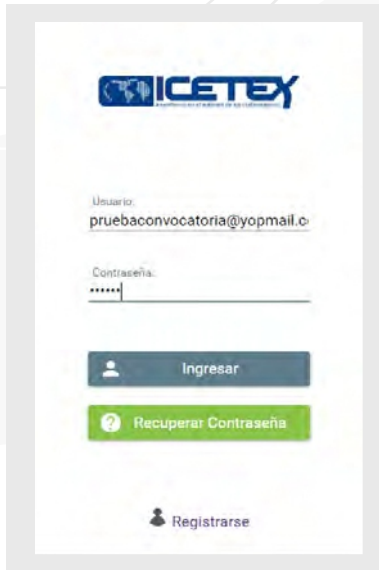 ICETEX
Usuario:
pruebaconvocatoria@yopmail.c
Contraseña:
••••••
Ingresar
Recuperar Contraseña
Registrarse